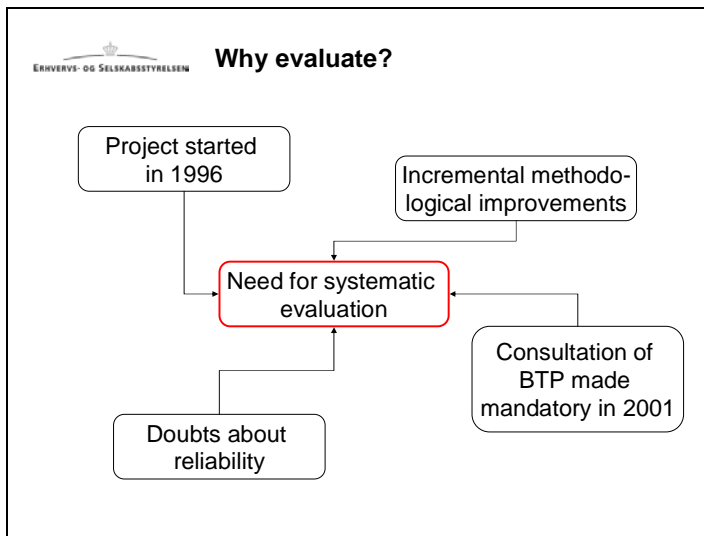 ERHVERVS- OG SELSKABSSTYRELSEN
Why evaluate?
Project started
in 1996
Incremental methodo-
logical improvements
Need for systematic
evaluation
Consultation of
BTP made
mandatory in 2001
Doubts about
reliability